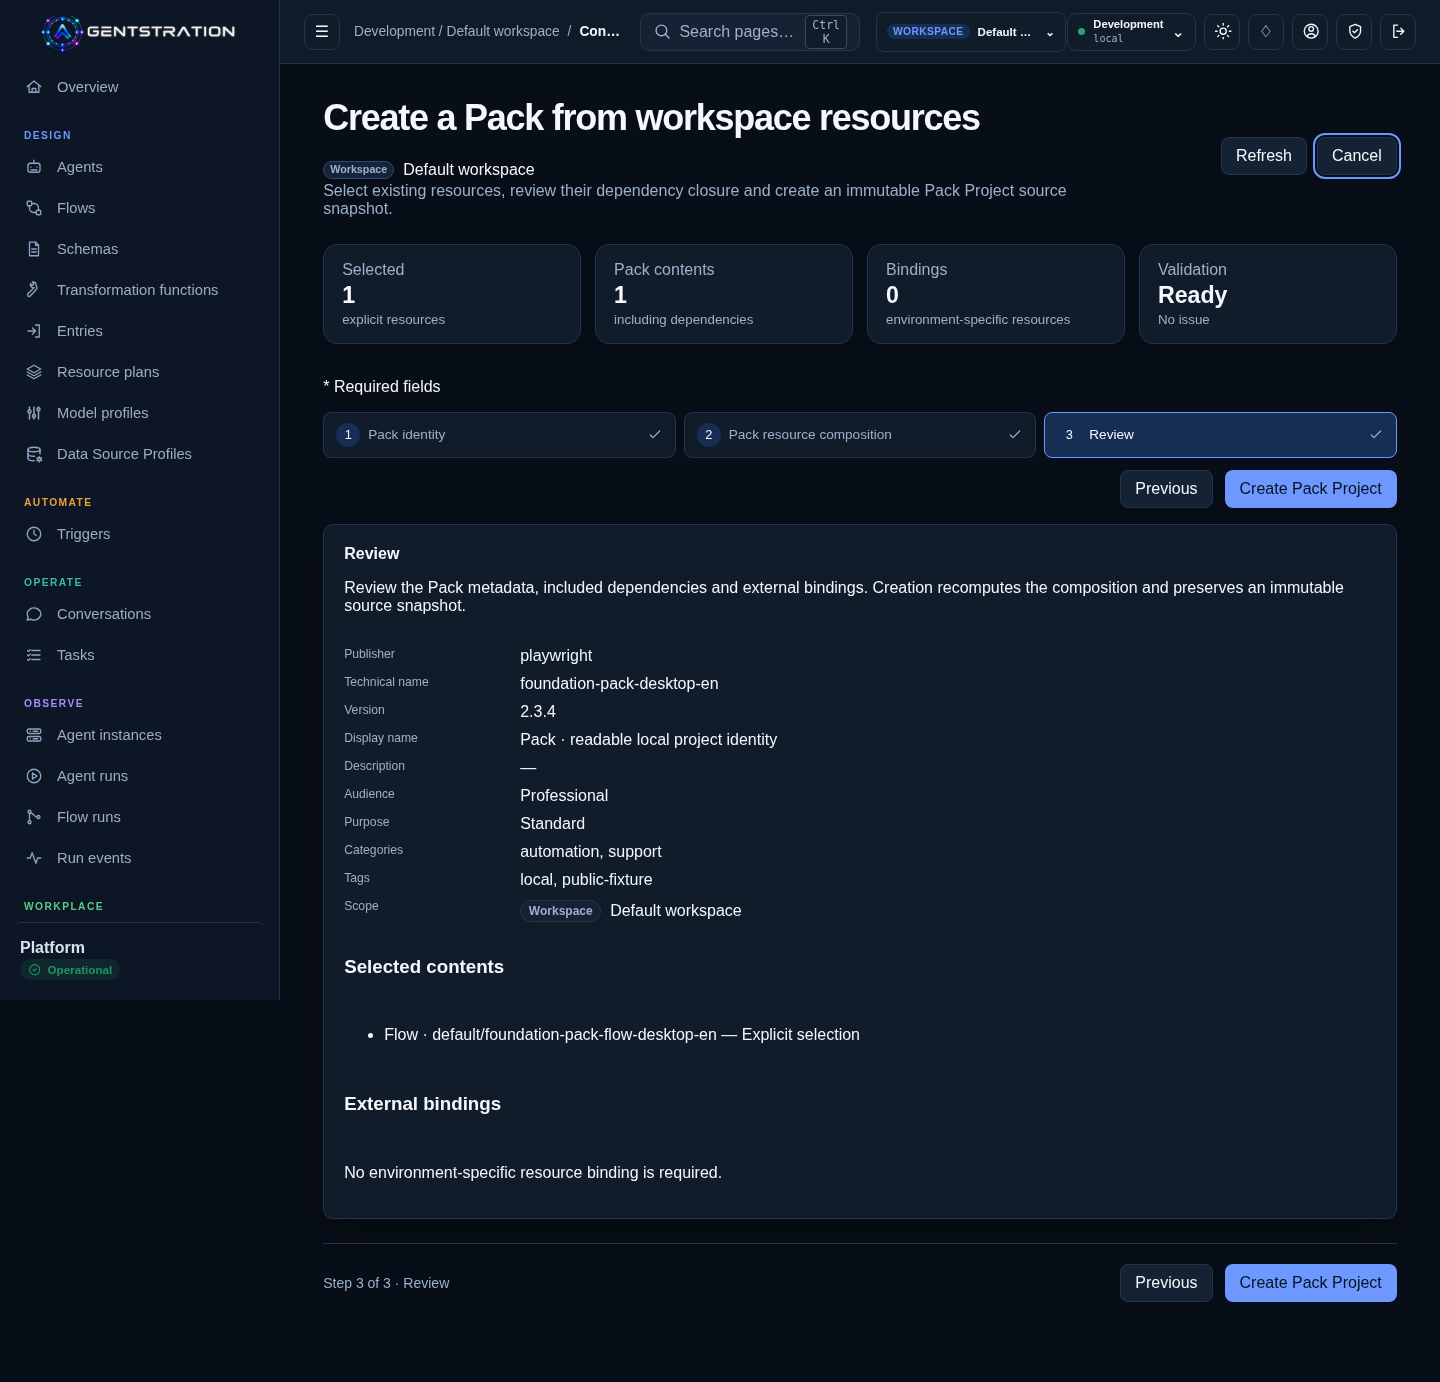 GENTSTRATION
Overview
DESIGN
Agents
Flows
Schemas
Transformation functions
Entries
Resource plans
Model profiles
Data Source Profiles
AUTOMATE
Triggers
OPERATE
Conversations
Tasks
OBSERVE
Agent instances
Agent runs
Flow runs
Run events
WORKPLACE
Platform
Operational
Development / Default workspace / Con…
Search pages… Ctrl K
WORKSPACE Default …
Development
local
Create a Pack from workspace resources
Workspace Default workspace
Select existing resources, review their dependency closure and create an immutable Pack Project source
snapshot.
Refresh Cancel
Selected
1
explicit resources
Pack contents
1
including dependencies
Bindings
0
environment-specific resources
Validation
Ready
No issue
* Required fields
1 Pack identity
2 Pack resource composition
3 Review
Previous Create Pack Project
Review
Review the Pack metadata, included dependencies and external bindings. Creation recomputes the composition and preserves an immutable
source snapshot.
Publisher playwright
Technical name foundation-pack-desktop-en
Version 2.3.4
Display name Pack · readable local project identity
Description —
Audience Professional
Purpose Standard
Categories automation, support
Tags local, public-fixture
Scope Workspace Default workspace
Selected contents
• Flow · default/foundation-pack-flow-desktop-en — Explicit selection
External bindings
No environment-specific resource binding is required.
Step 3 of 3 · Review
Previous Create Pack Project